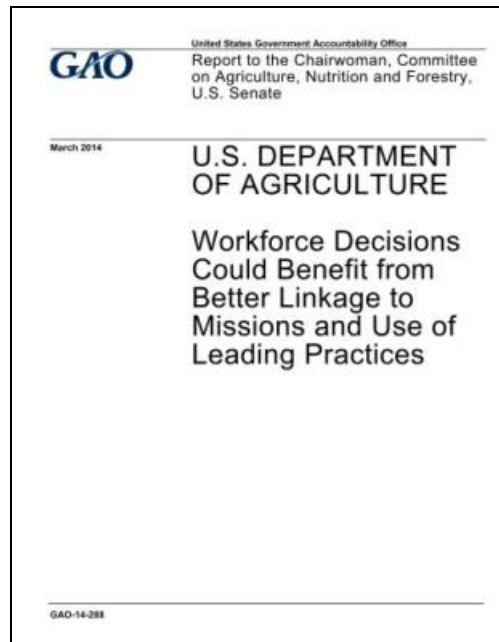 GAO
United States Government Accountability Office
Report to the Chairwoman, Committee
on Agriculture, Nutrition and Forestry,
U.S. Senate
March 2014
U.S. DEPARTMENT
OF AGRICULTURE
Workforce Decisions
Could Benefit from
Better Linkage to
Missions and Use of
Leading Practices
GAO-14-288